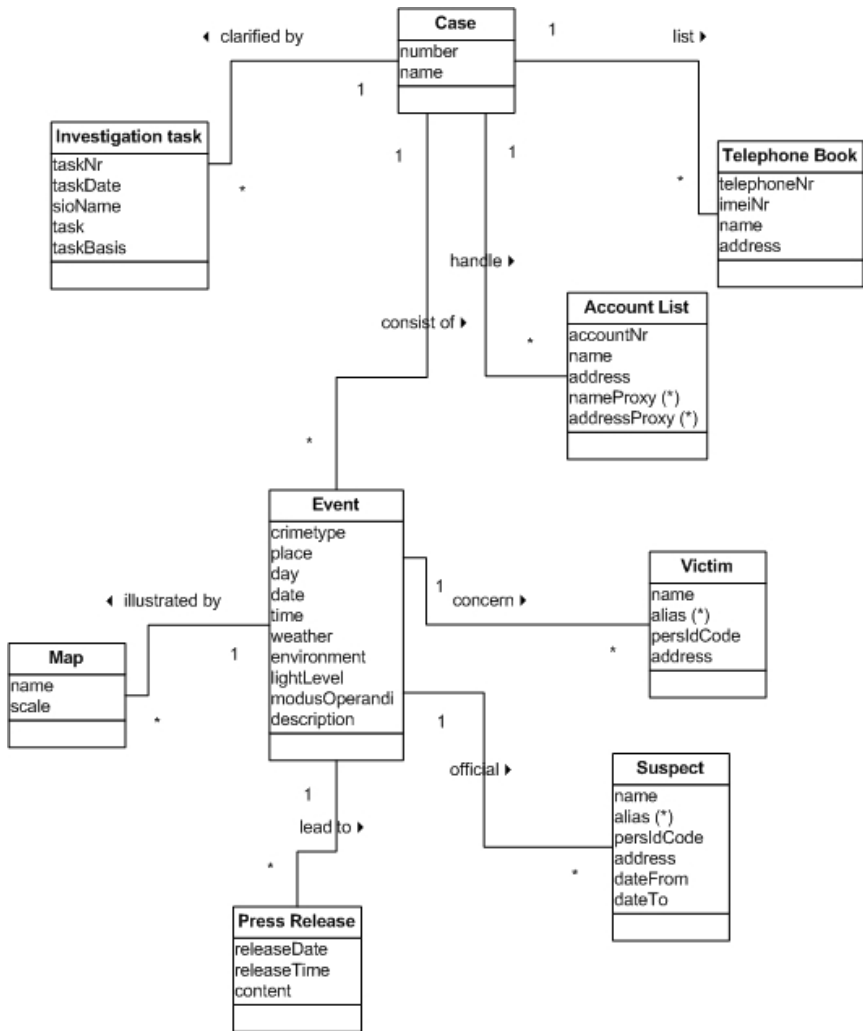 Case
number
name
1
◂ clarified by
1
list ▸
1
1
Investigation task
taskNr
taskDate
sioName
task
taskBasis
*
Telephone Book
telephoneNr
imeiNr
name
address
*
handle ▸
consist of ▸
Account List
accountNr
name
address
nameProxy (*)
addressProxy (*)
*
*
Event
crimetype
place
day
date
time
weather
environment
lightLevel
modusOperandi
description
Victim
name
alias (*)
persIdCode
address
1
concern ▸
*
◂ illustrated by
1
Map
name
scale
*
1
official ▸
Suspect
name
alias (*)
persIdCode
address
dateFrom
dateTo
*
1
lead to ▸
*
Press Release
releaseDate
releaseTime
content